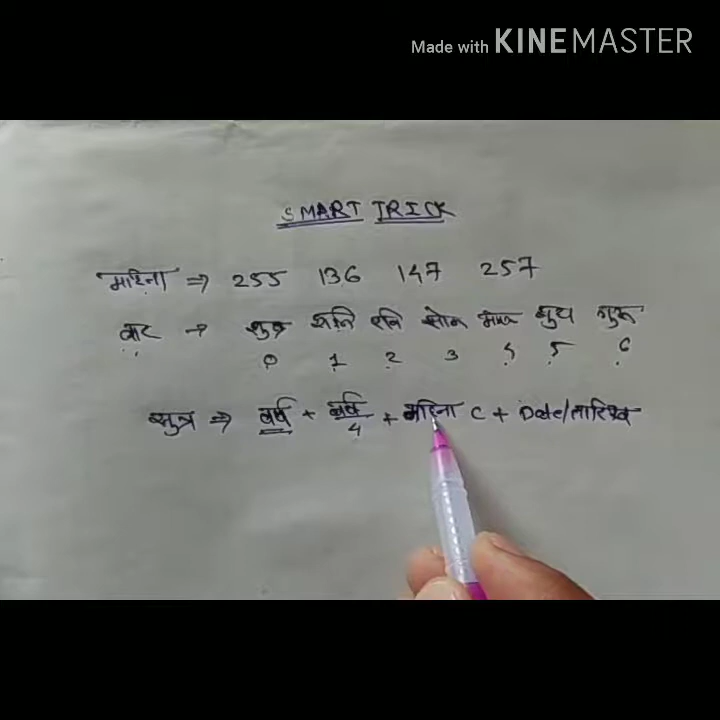 Made with KINEMASTER
SMART TRICK
महिना ⇒ 255 136 147 257
वार → शुक्र शनि रवि सोम मंगल बुध गुरू
0 1 2 3 4 5 6
सुत्र ⇒ वर्ष + वर्ष/4 + महिना C + Date/तारिख